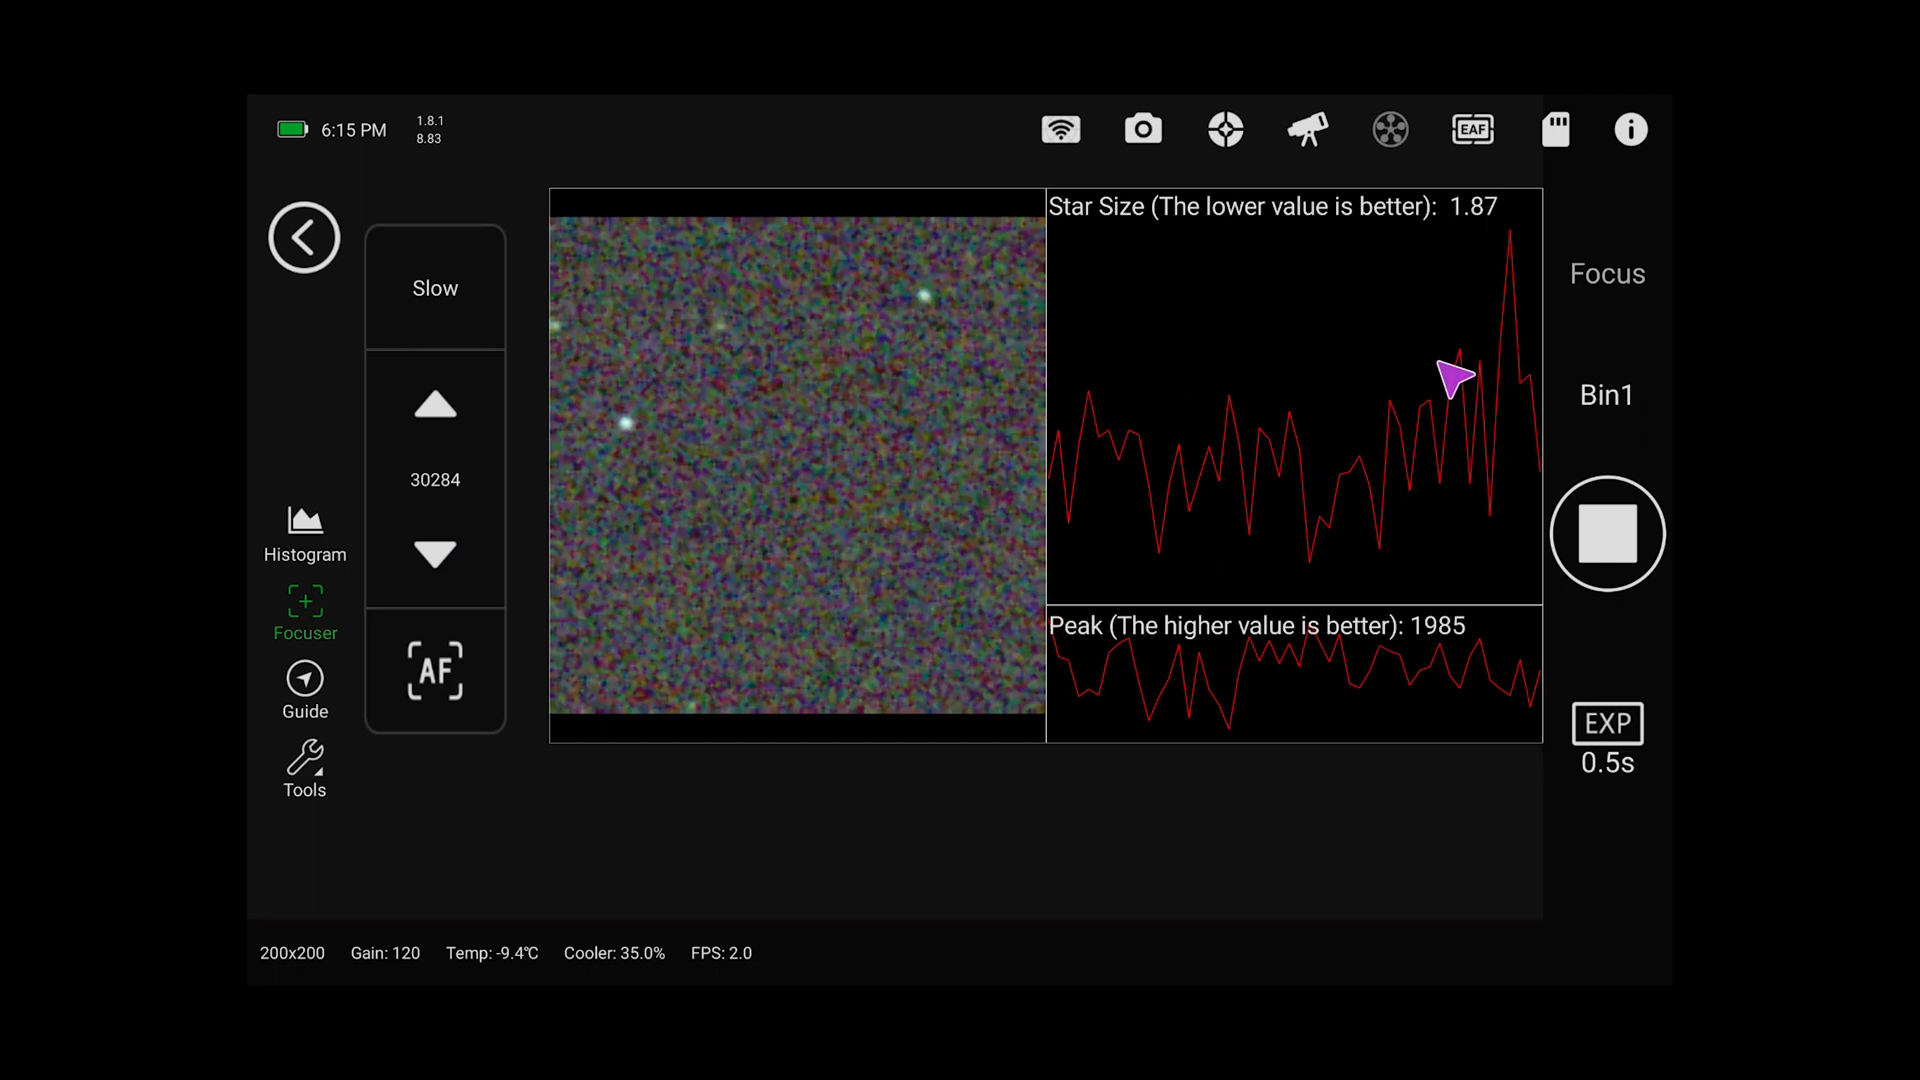 6:15 PM
1.8.1
8.83
EAF
Slow
30284
AF
Histogram
Focuser
Guide
Tools
Star Size (The lower value is better): 1.87
Peak (The higher value is better): 1985
Focus
Bin1
EXP
0.5s
200x200 Gain: 120 Temp: -9.4℃ Cooler: 35.0% FPS: 2.0